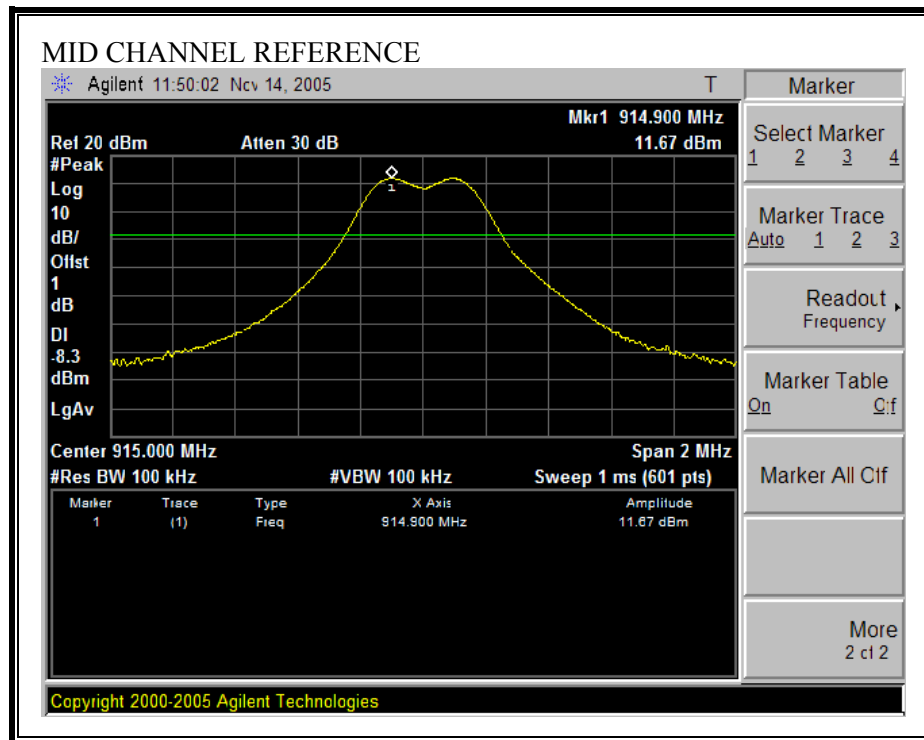 MID CHANNEL REFERENCE
Agilent 11:50:02 Nov 14, 2005 T
Mkr1 914.900 MHz
Ref 20 dBm Atten 30 dB 11.67 dBm
#Peak
Log
10
dB/
Offst
1
dB
DI
-8.3
dBm
LgAv
1
Center 915.000 MHz Span 2 MHz
#Res BW 100 kHz #VBW 100 kHz Sweep 1 ms (601 pts)
Marker Trace Type X Axis Amplitude
1 (1) Freq 914.900 MHz 11.67 dBm
Copyright 2000-2005 Agilent Technologies
Marker
Select Marker
1 2 3 4
Marker Trace
Auto 1 2 3
Readout
Frequency
Marker Table
On Off
Marker All Off
More
2 of 2